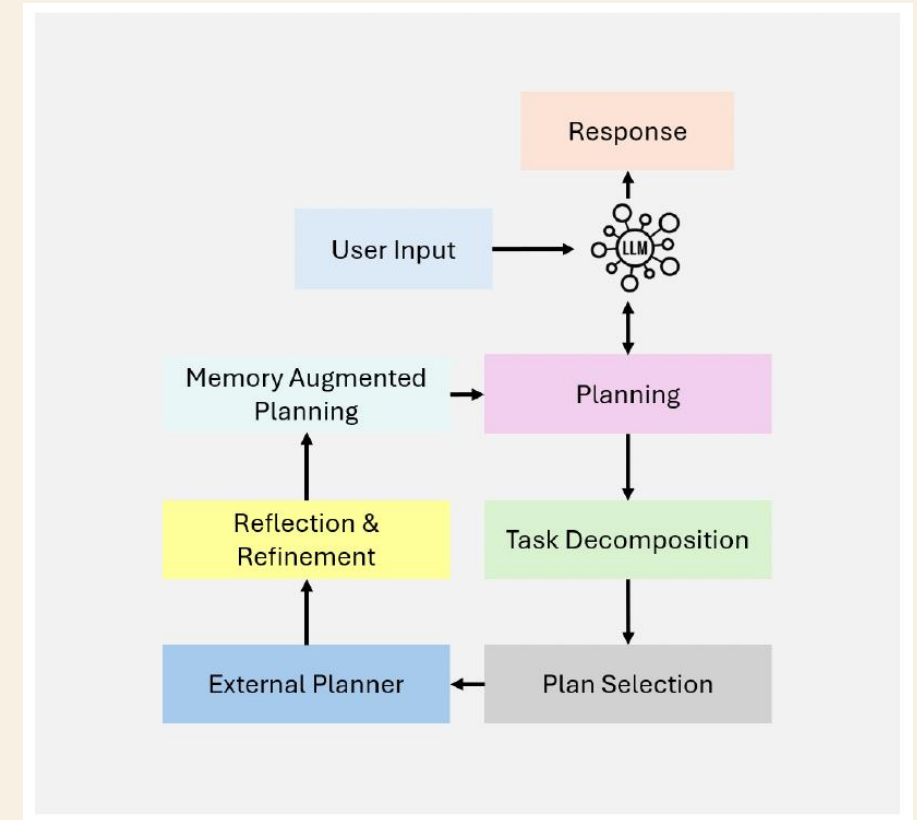 Response
User Input
LLM
Memory Augmented
Planning
Planning
Reflection &
Refinement
Task Decomposition
External Planner
Plan Selection